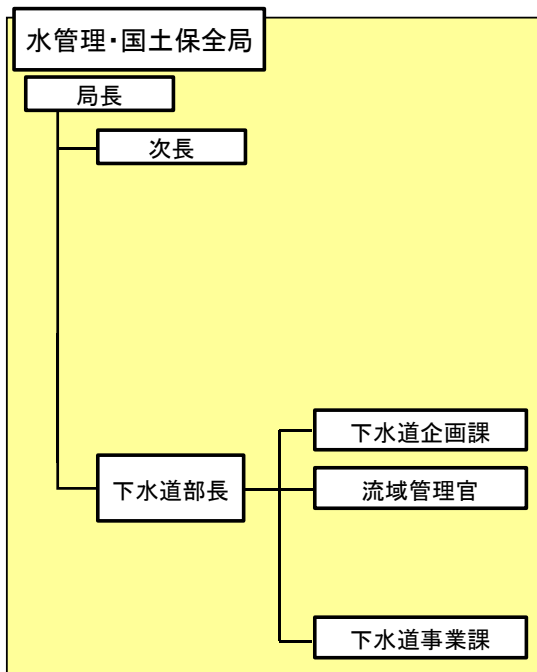 水管理・国土保全局
局長
次長
下水道企画課
下水道部長
流域管理官
下水道事業課